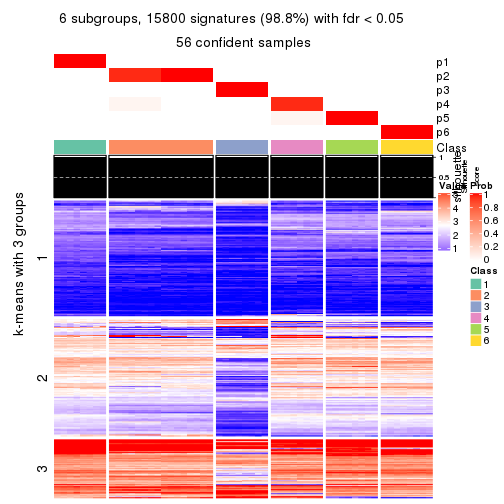 6 subgroups, 15800 signatures (98.8%) with fdr < 0.05
56 confident samples
p1
p2
p3
p4
p5
p6
Class
1
0.5
silhouette
score
Value
4
3
2
1
Prob
1
0.8
0.6
0.4
0.2
0
Class
1
2
3
4
5
6
k-means with 3 groups
1
2
3